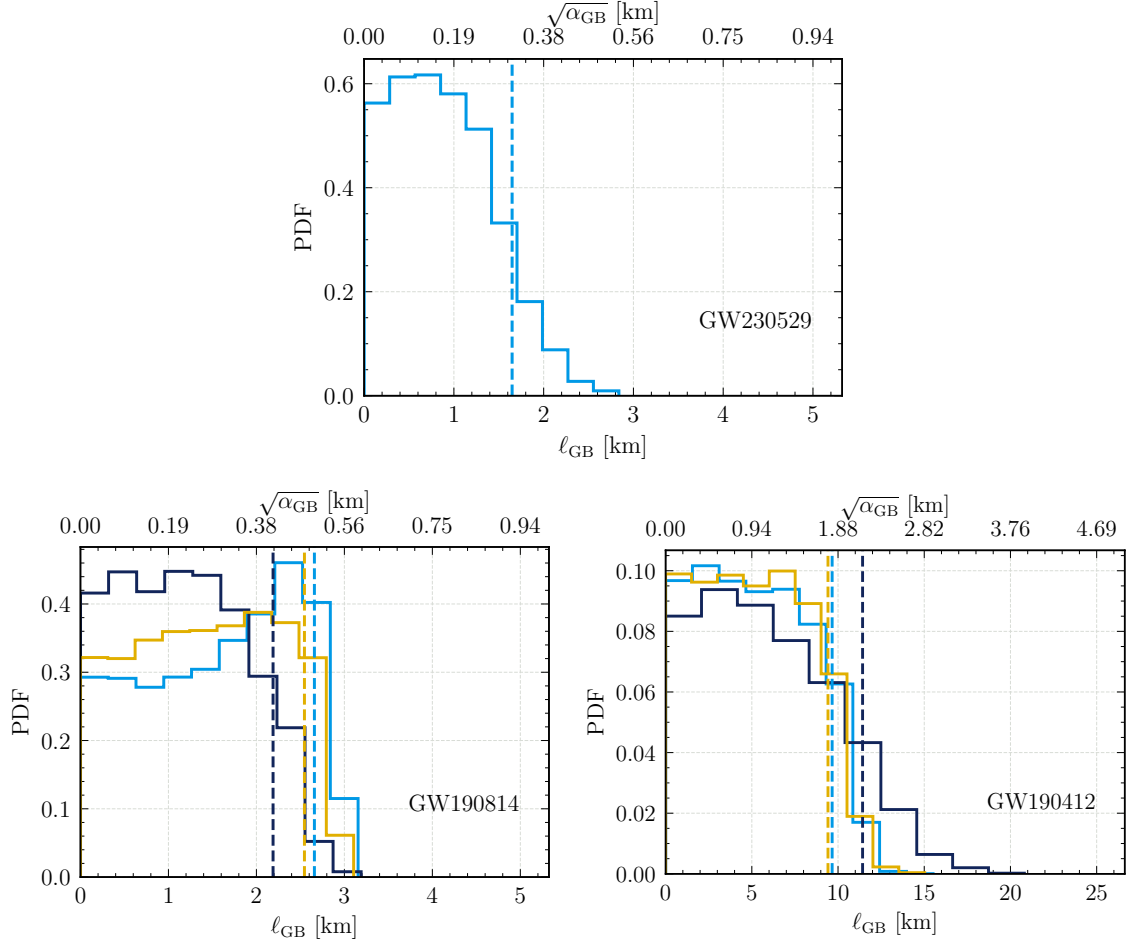 √α_GB [km]
0.00 0.19 0.38 0.56 0.75 0.94
0.6
0.4
0.2
0.0
PDF
GW230529
0 1 2 3 4 5
ℓ_GB [km]
√α_GB [km]
0.00 0.19 0.38 0.56 0.75 0.94
0.4
0.3
0.2
0.1
0.0
PDF
GW190814
0 1 2 3 4 5
ℓ_GB [km]
√α_GB [km]
0.00 0.94 1.88 2.82 3.76 4.69
0.10
0.08
0.06
0.04
0.02
0.00
PDF
GW190412
0 5 10 15 20 25
ℓ_GB [km]